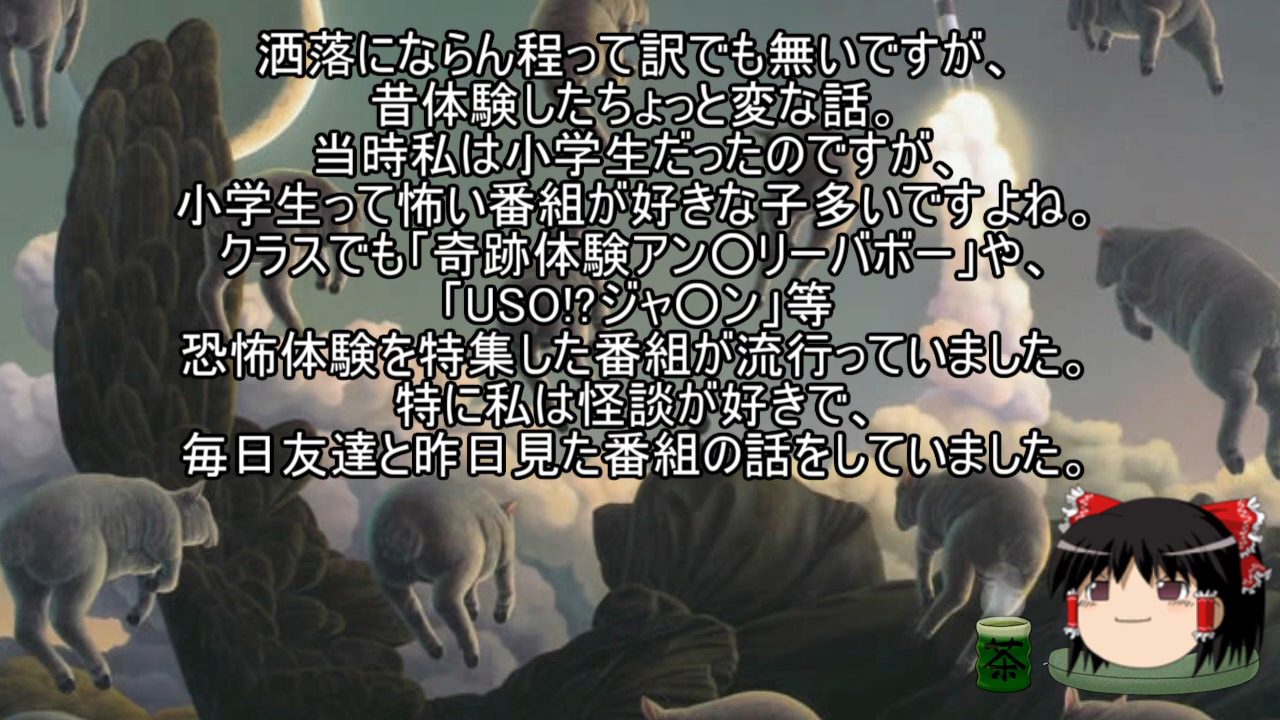 洒落にならん程って訳でも無いですが、
昔体験したちょっと変な話。
当時私は小学生だったのですが、
小学生って怖い番組が好きな子多いですよね。
クラスでも「奇跡体験アン〇リーバボー」や、
「USO!?ジャ〇ン」等
恐怖体験を特集した番組が流行っていました。
特に私は怪談が好きで、
毎日友達と昨日見た番組の話をしていました。
茶